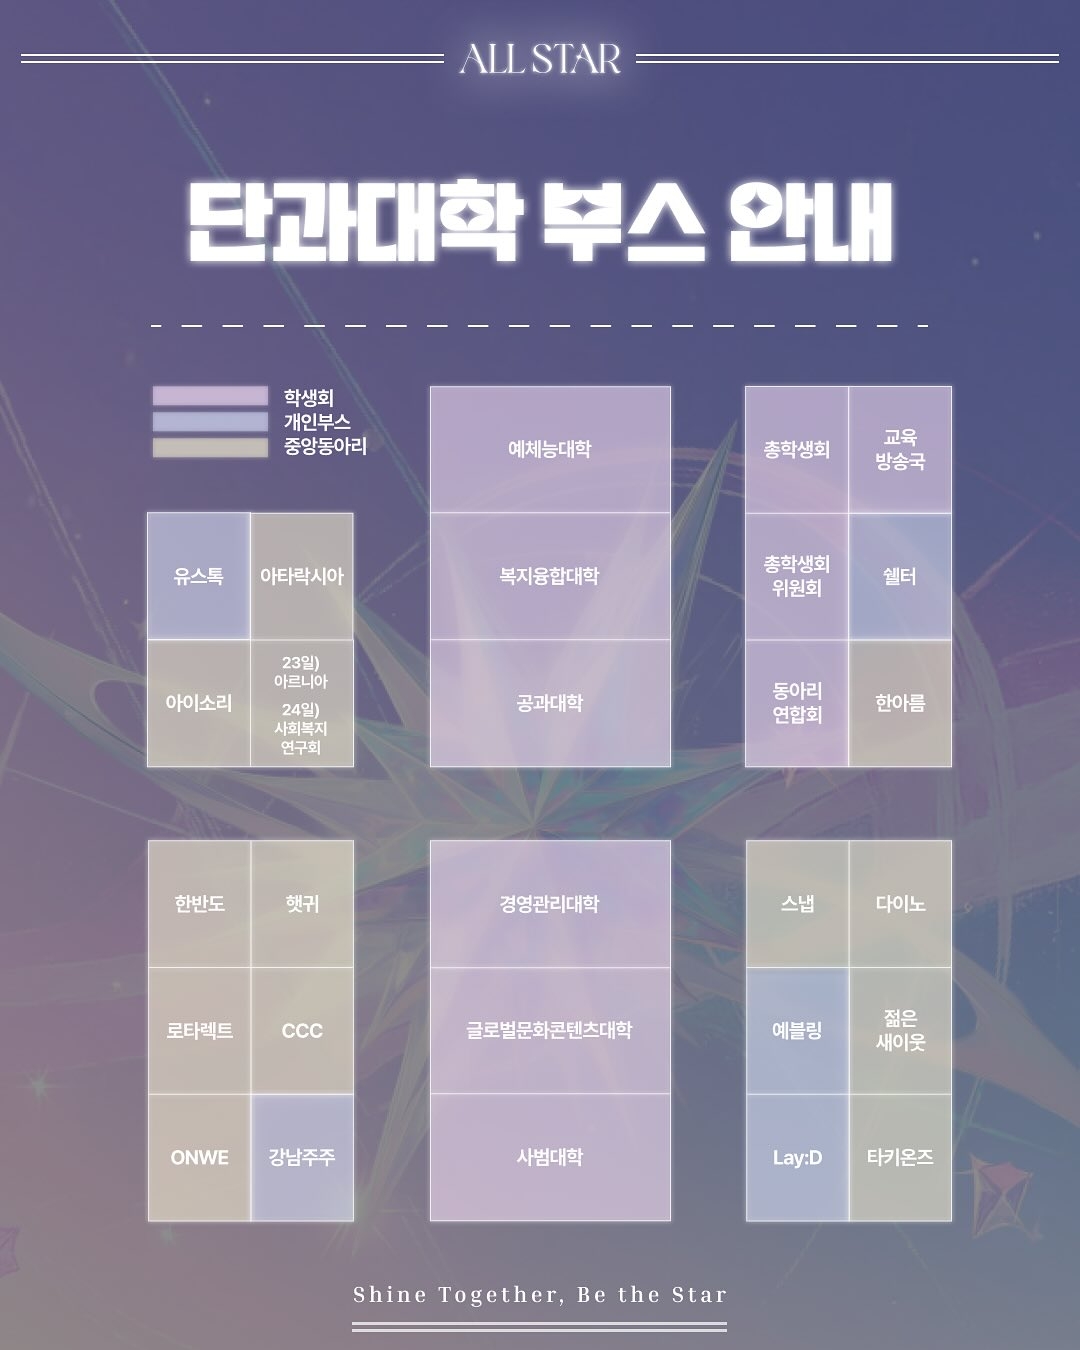 ALL STAR
단과대학 부스 안내
학생회
개인부스
중앙동아리
유스톡
아타락시아
아이소리
23일)
아르니아
24일)
사회복지
연구회
예체능대학
복지융합대학
공과대학
총학생회
교육
방송국
총학생회
위원회
쉘터
동아리
연합회
한아름
한반도
햇귀
로타렉트
CCC
ONWE
강남주주
경영관리대학
글로벌문화콘텐츠대학
사범대학
스냅
다이노
예블링
젊은
새이웃
Lay:D
타키온즈
Shine Together, Be the Star